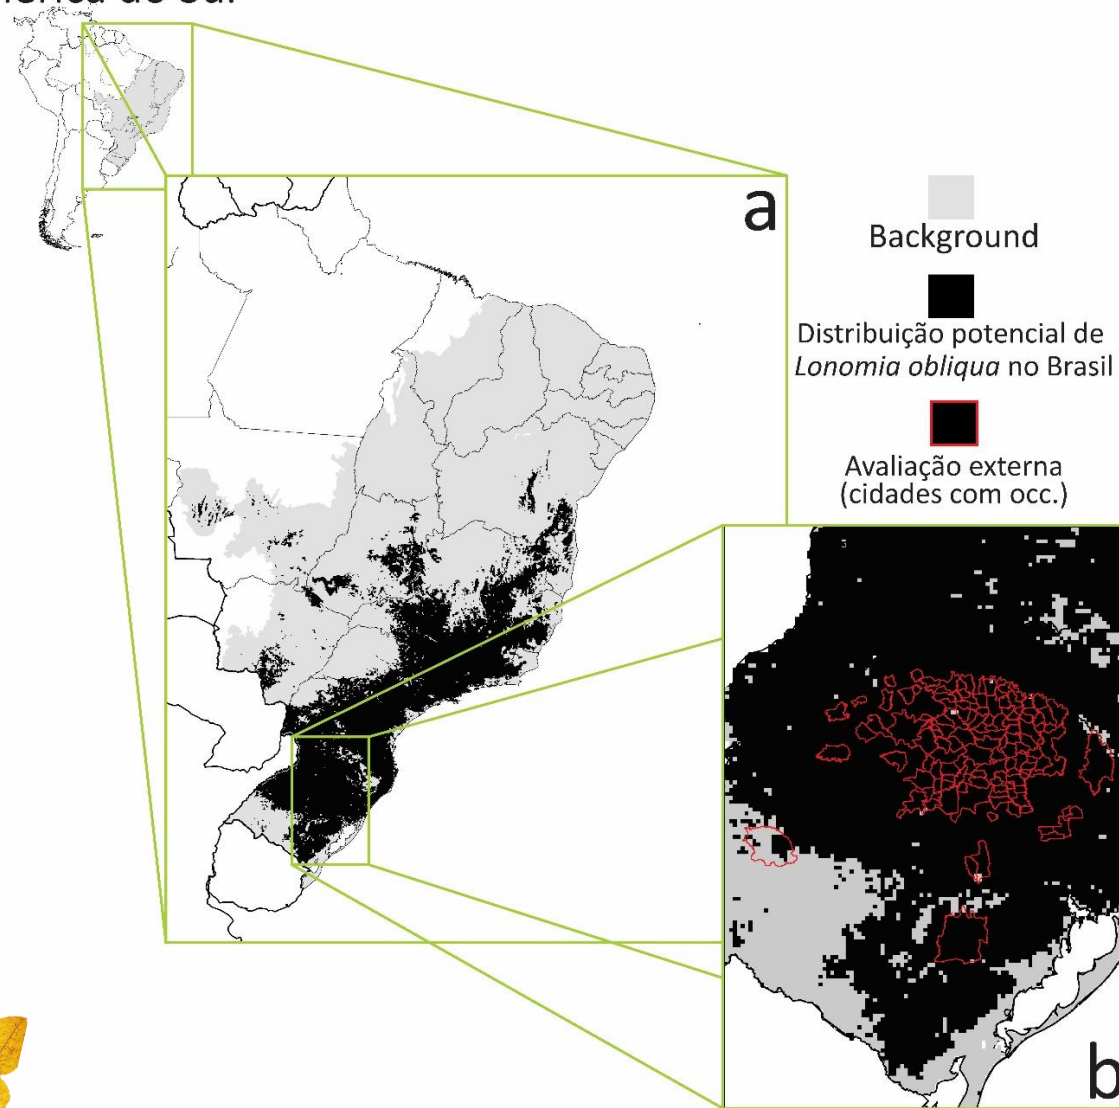 a
Background
Distribuição potencial de
Lonomia obliqua no Brasil
Avaliação externa
(cidades com occ.)
b